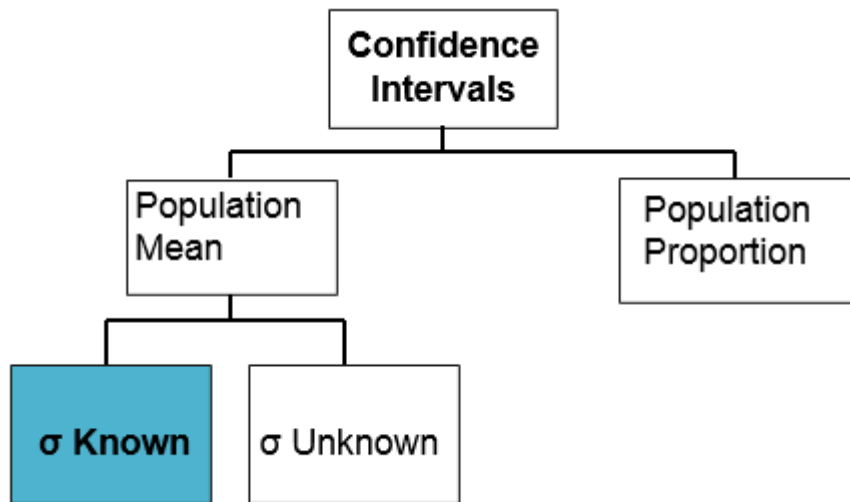 Confidence
Intervals
Population
Mean
Population
Proportion
σ Known
σ Unknown